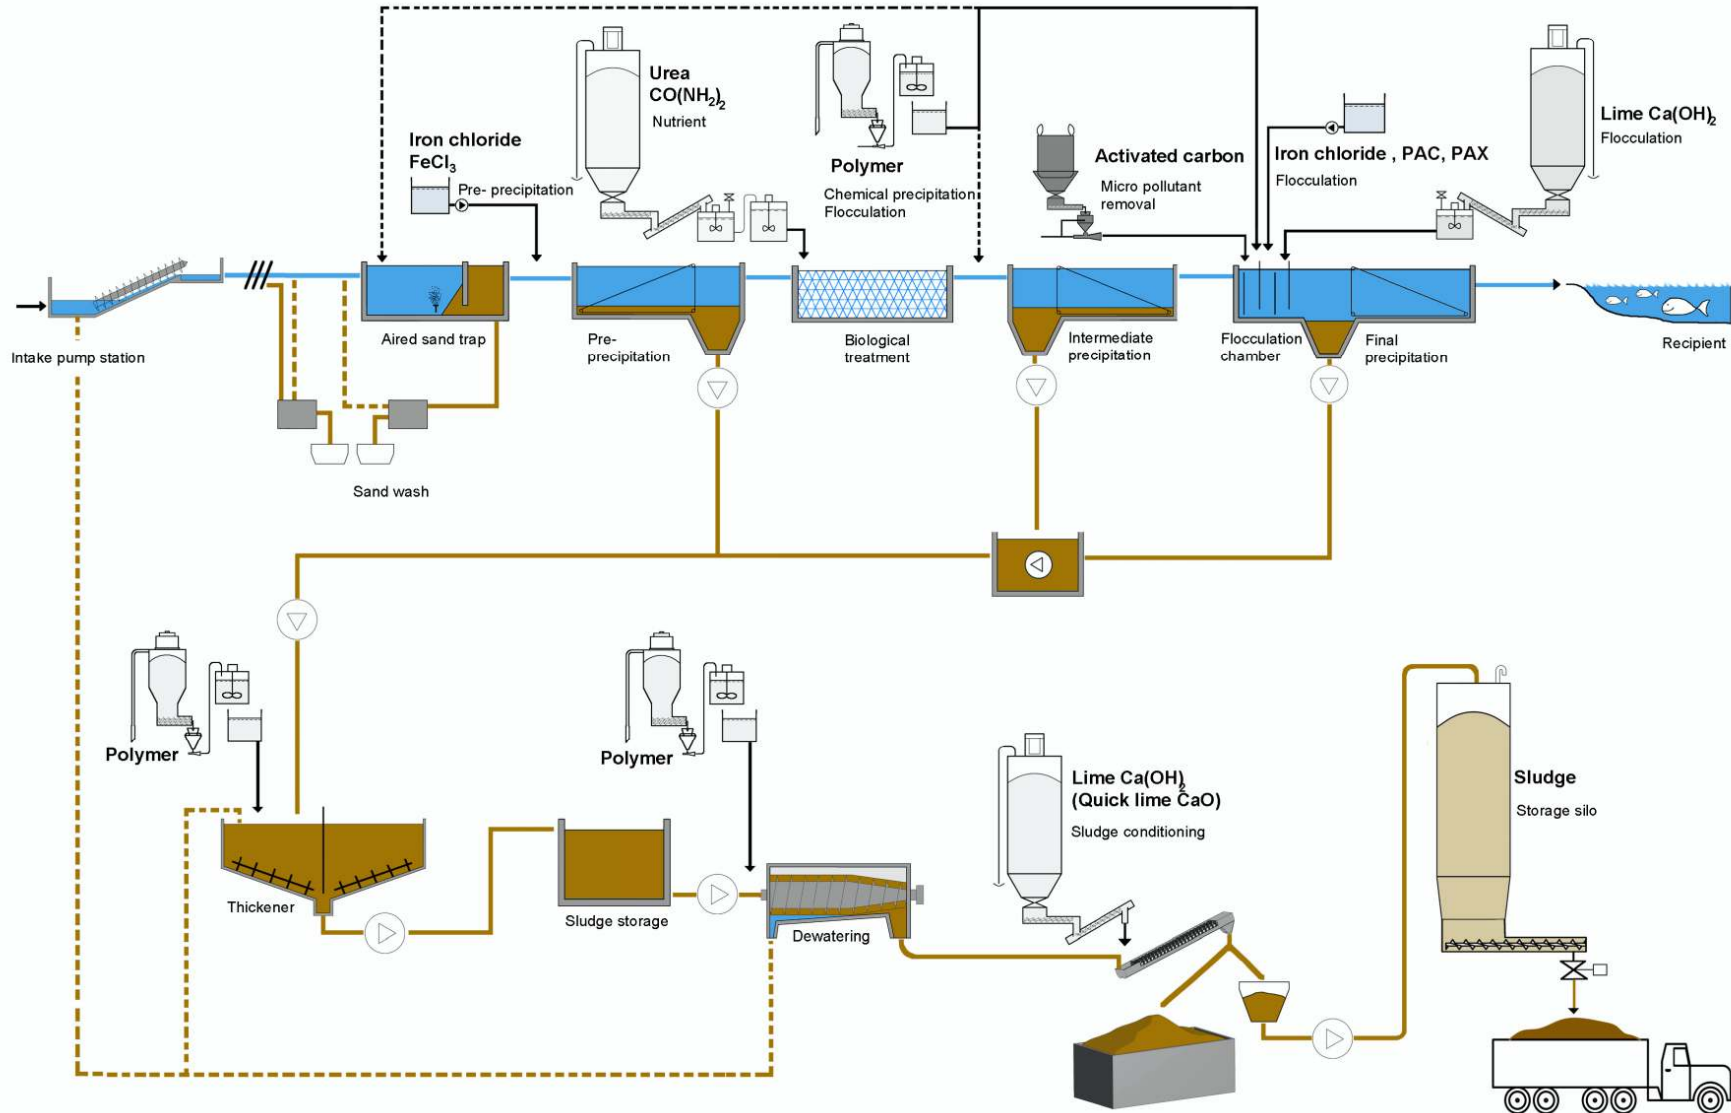 Urea
CO(NH2)2
Nutrient
Iron chloride
FeCl3
Pre- precipitation
Polymer
Chemical precipitation
Flocculation
Activated carbon
Micro pollutant
removal
Iron chloride , PAC, PAX
Flocculation
Lime Ca(OH)2
Flocculation
Intake pump station
Aired sand trap
Pre-
precipitation
Biological
treatment
Intermediate
precipitation
Flocculation
chamber
Final
precipitation
Recipient
Sand wash
Polymer
Thickener
Polymer
Sludge storage
Dewatering
Lime Ca(OH)2
(Quick lime CaO)
Sludge conditioning
Sludge
Storage silo